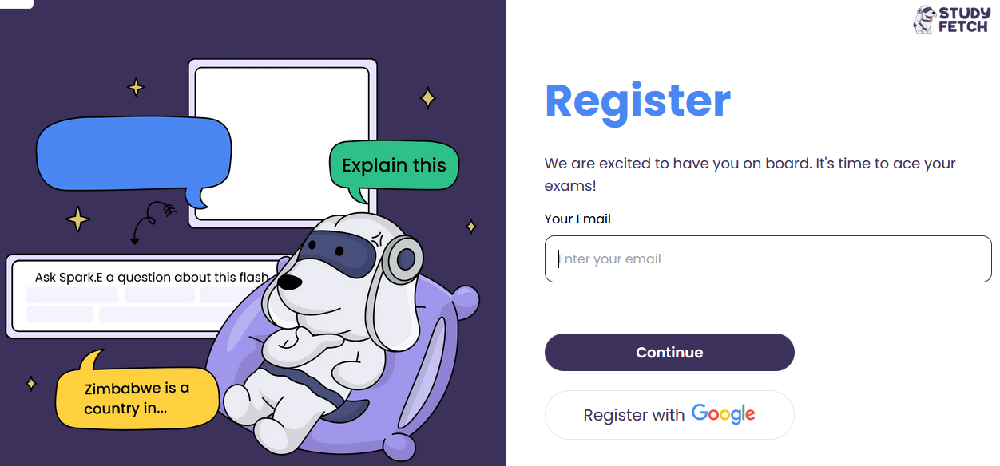 STUDY
FETCH
Register
We are excited to have you on board. It's time to ace your
exams!
Your Email
Enter your email
Continue
Register with Google
Explain this
Ask Spark.E a question about this flash
Zimbabwe is a
country in...